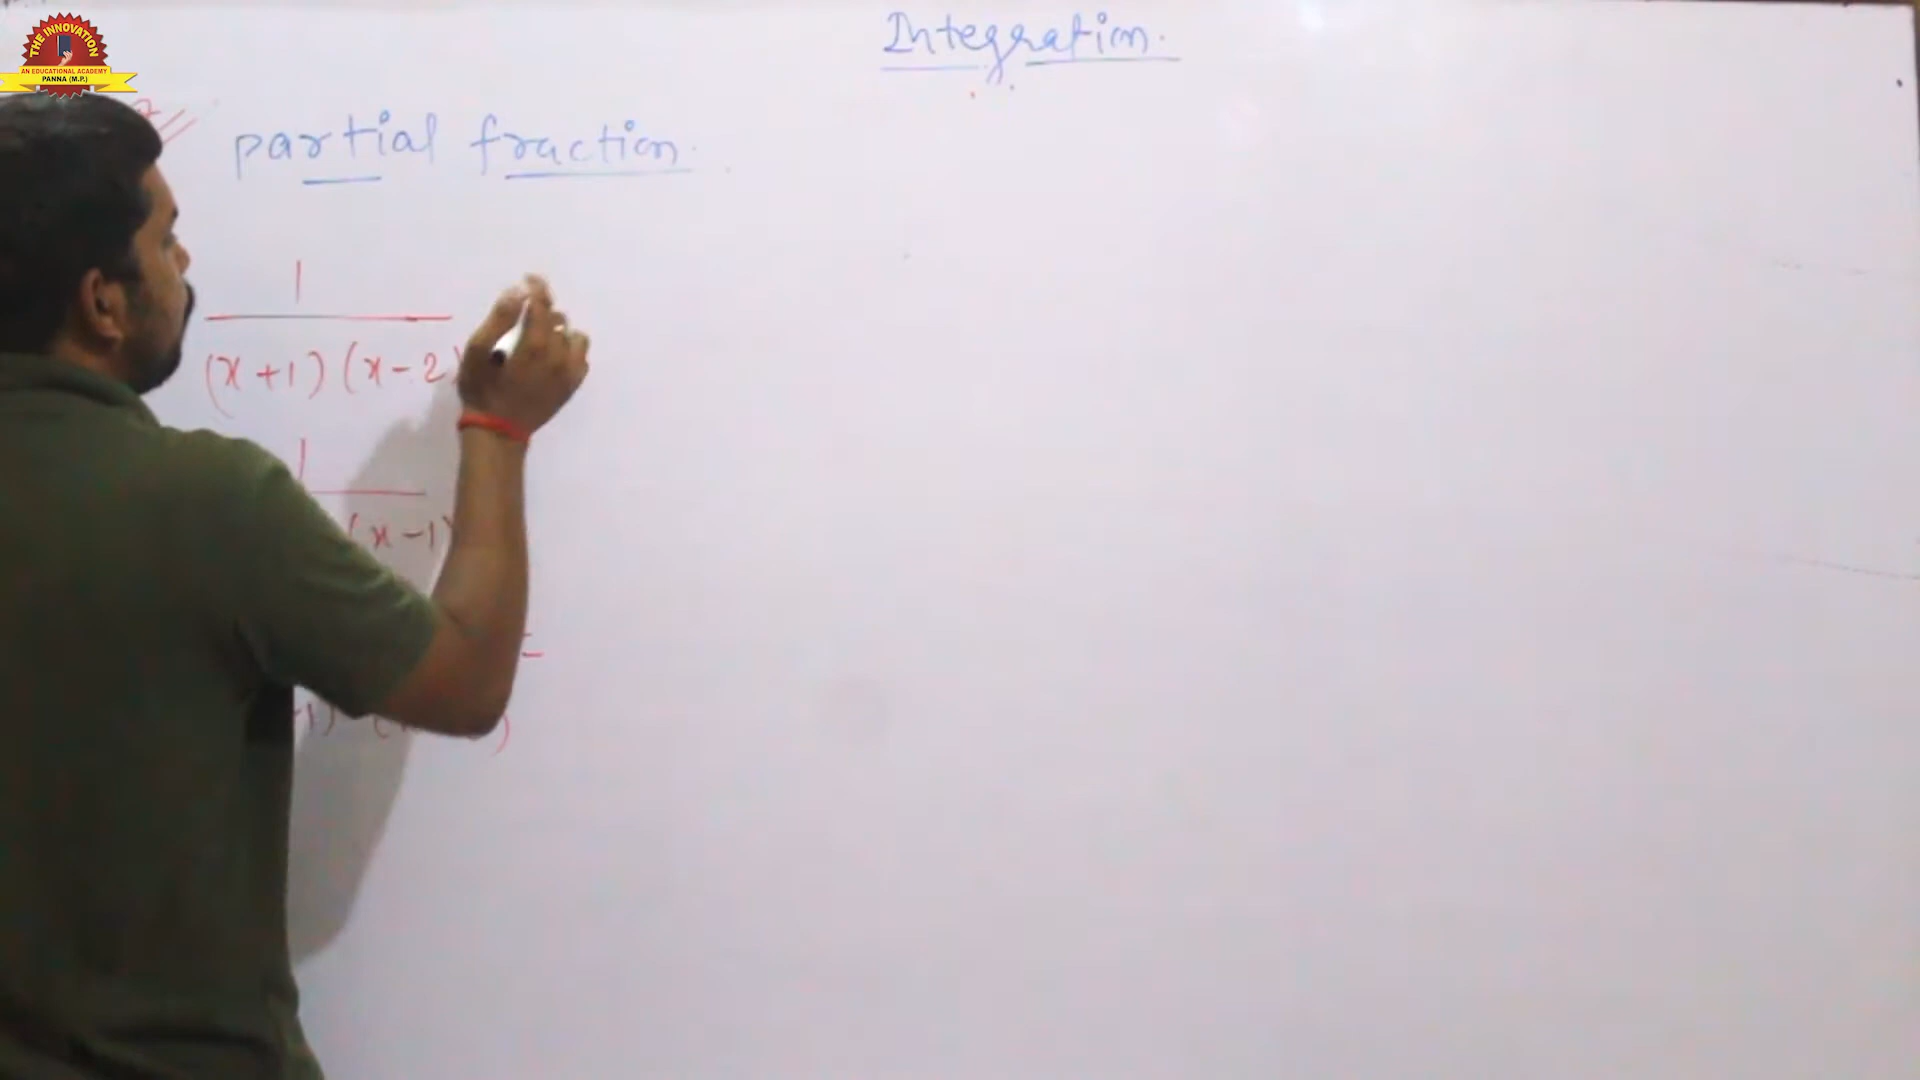 THE INNOVATION
AN EDUCATIONAL ACADEMY
PANNA (M.P.)
Integration.
partial fraction.
1
(x+1) (x-2)
1
(x-1)